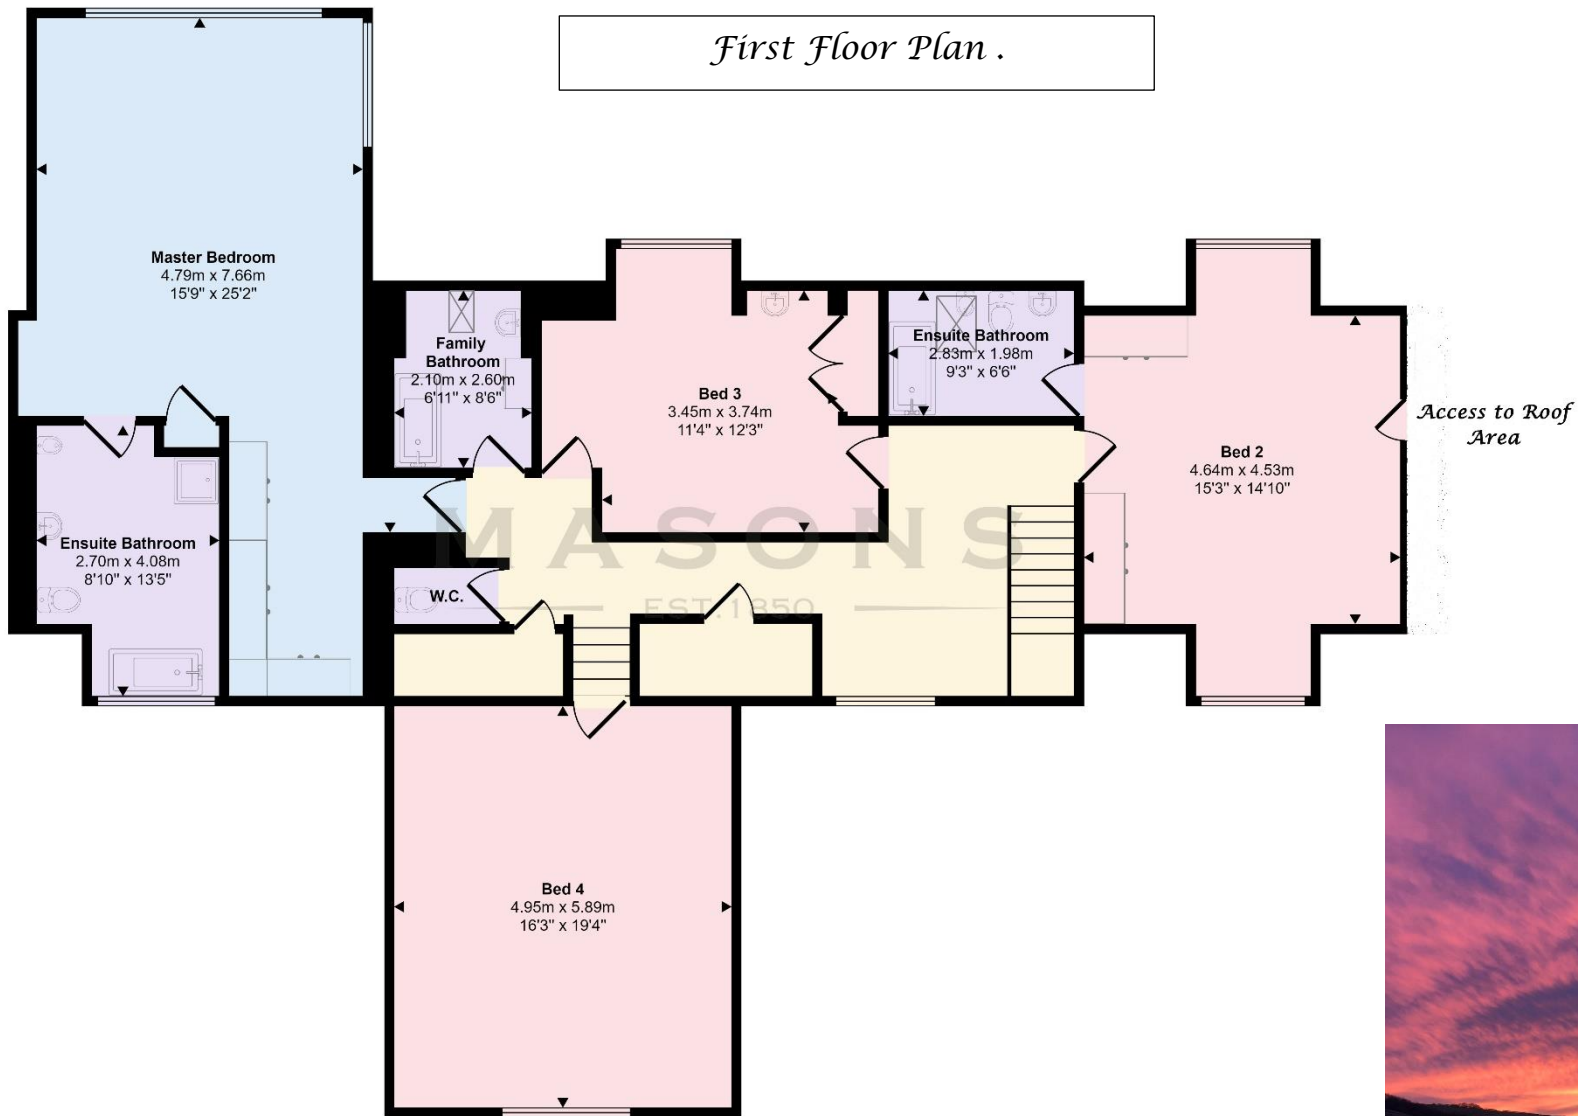 First Floor Plan .
Master Bedroom
4.79m x 7.66m
15'9" x 25'2"
Family
Bathroom
2.10m x 2.60m
6'11" x 8'6"
Bed 3
3.45m x 3.74m
11'4" x 12'3"
Ensuite Bathroom
2.83m x 1.98m
9'3" x 6'6"
Access to Roof
Area
Bed 2
4.64m x 4.53m
15'3" x 14'10"
Ensuite Bathroom
2.70m x 4.08m
8'10" x 13'5"
MASONS
EST.1850
W.C.
Bed 4
4.95m x 5.89m
16'3" x 19'4"